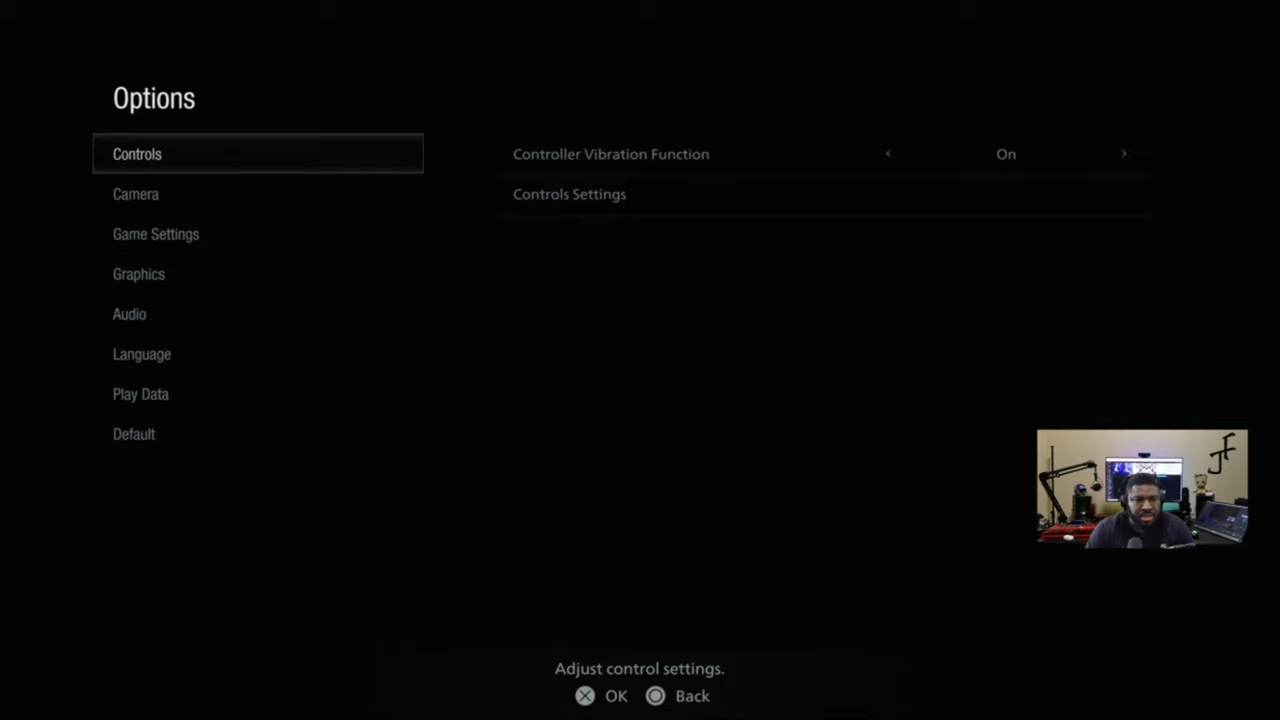 Options
Controls
Controller Vibration Function < On >
Camera
Controls Settings
Game Settings
Graphics
Audio
Language
Play Data
Default
JF
Adjust control settings.
OK Back